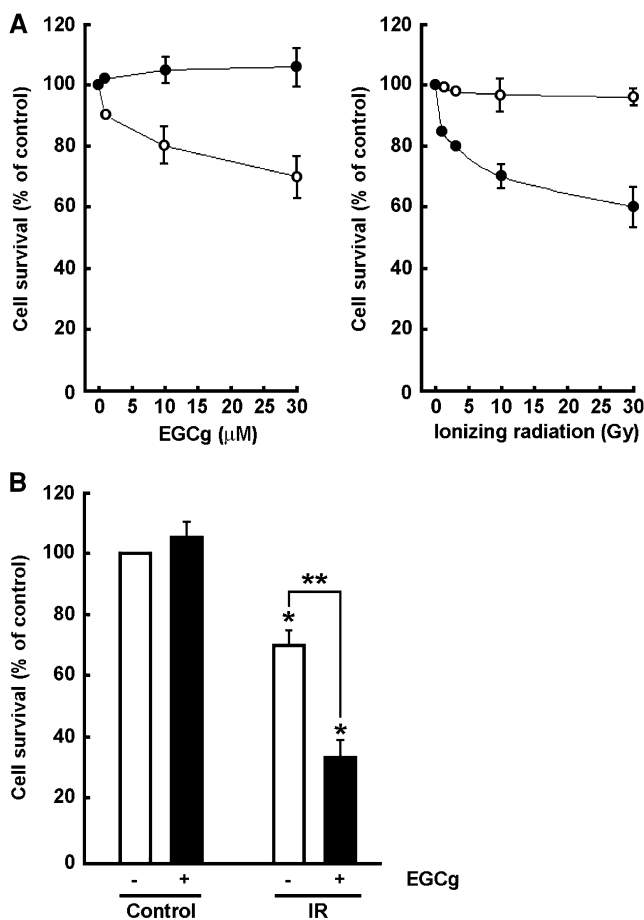 A
Cell survival (% of control)
120
100
80
60
40
20
0
0 5 10 15 20 25 30
EGCg (μM)
Cell survival (% of control)
120
100
80
60
40
20
0
0 5 10 15 20 25 30
Ionizing radiation (Gy)
B
Cell survival (% of control)
120
100
80
60
40
20
0
**
*
*
- + - + EGCg
Control IR